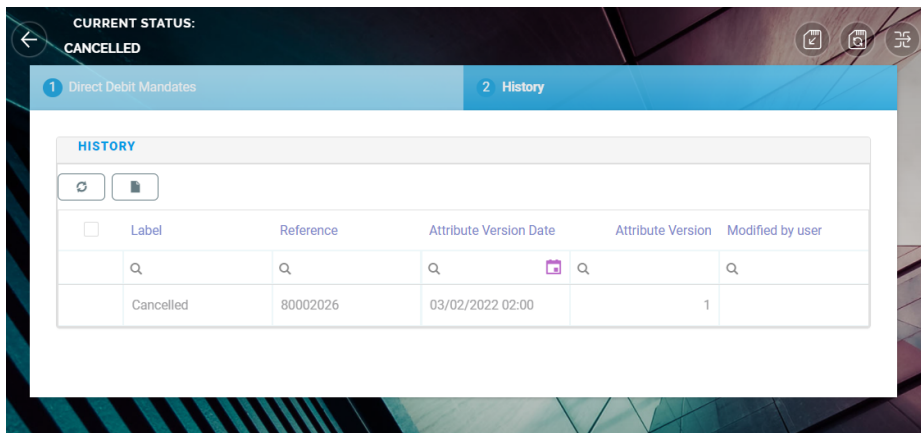 CURRENT STATUS:
CANCELLED
1 Direct Debit Mandates 2 History
HISTORY
Label Reference Attribute Version Date Attribute Version Modified by user
Cancelled 80002026 03/02/2022 02:00 1